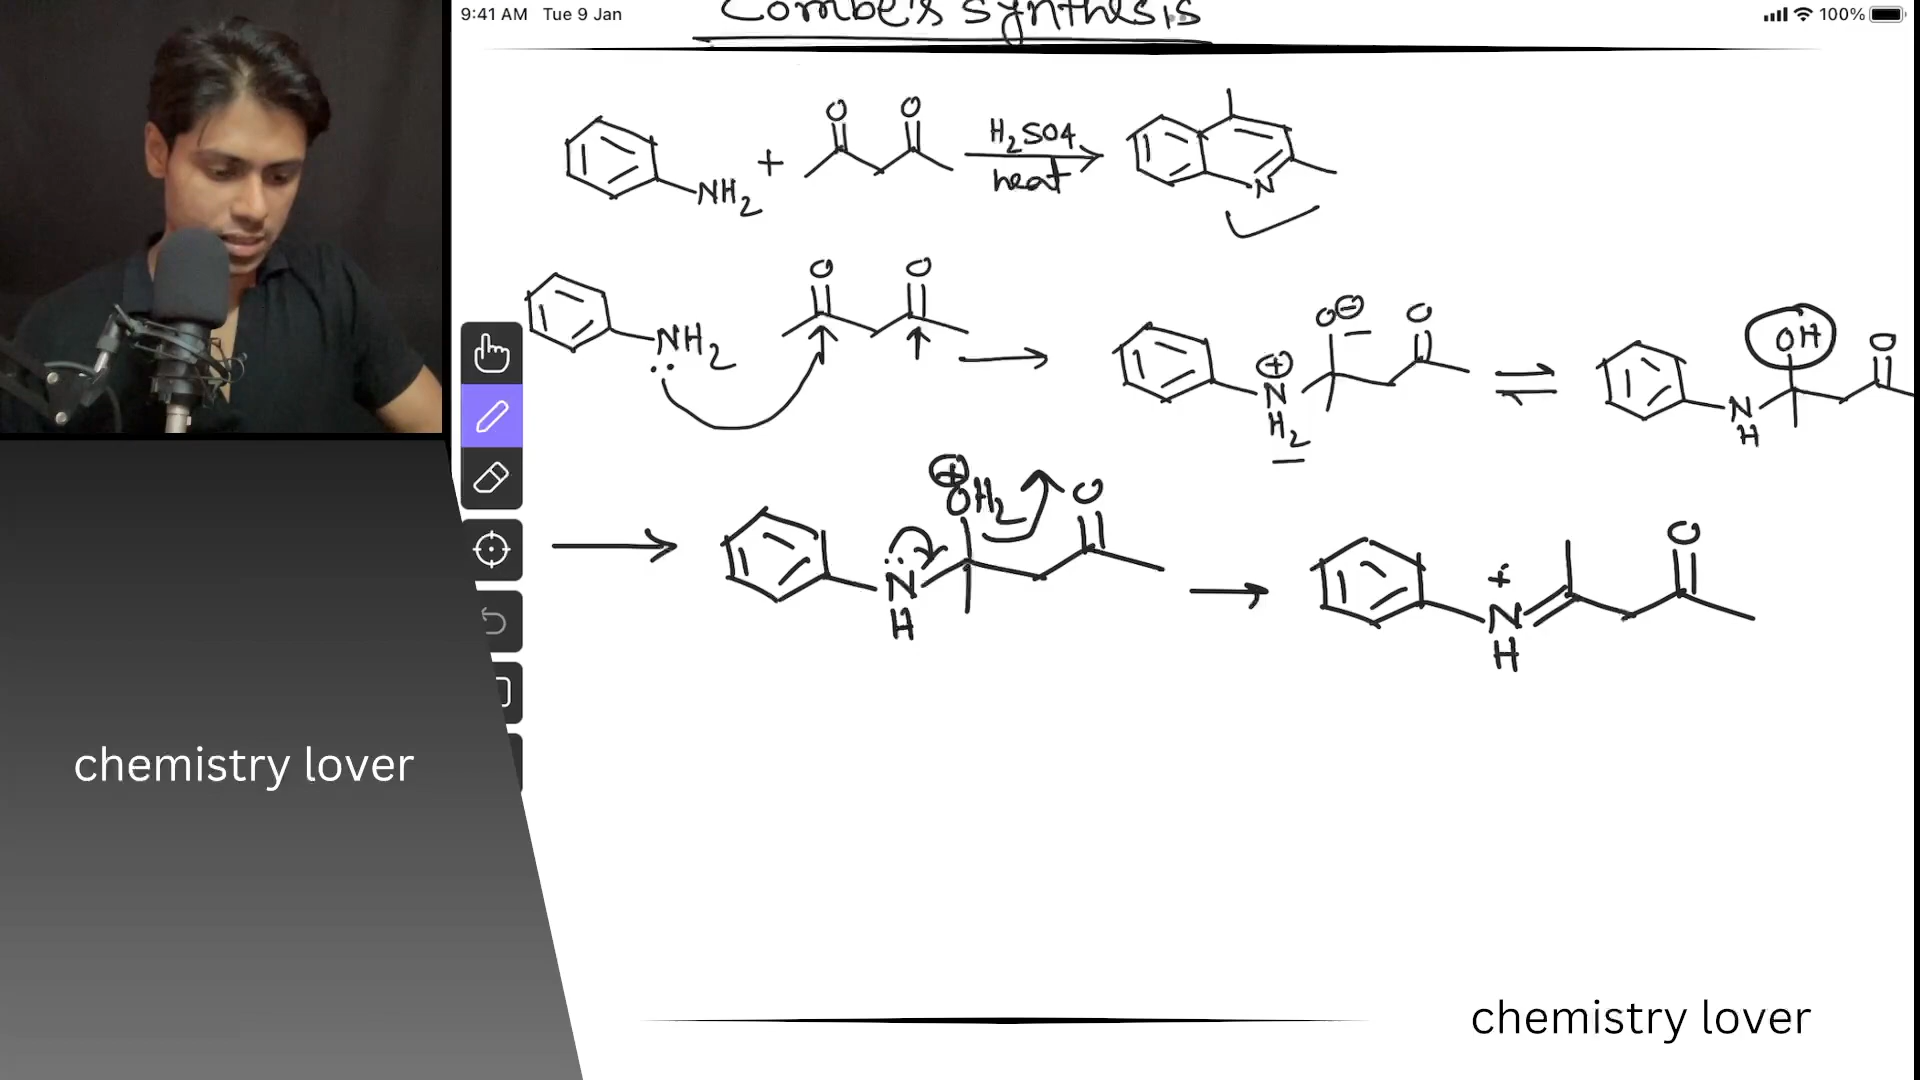 9:41 AM Tue 9 Jan
100%
Combe's synthesis
O O
NH2 + H2SO4
heat
N
O O
NH2
O⊖ O
⊕
N
H2
OH O
N
H
⊕
OH2 O
N
H
O
+
N
H
chemistry lover
chemistry lover